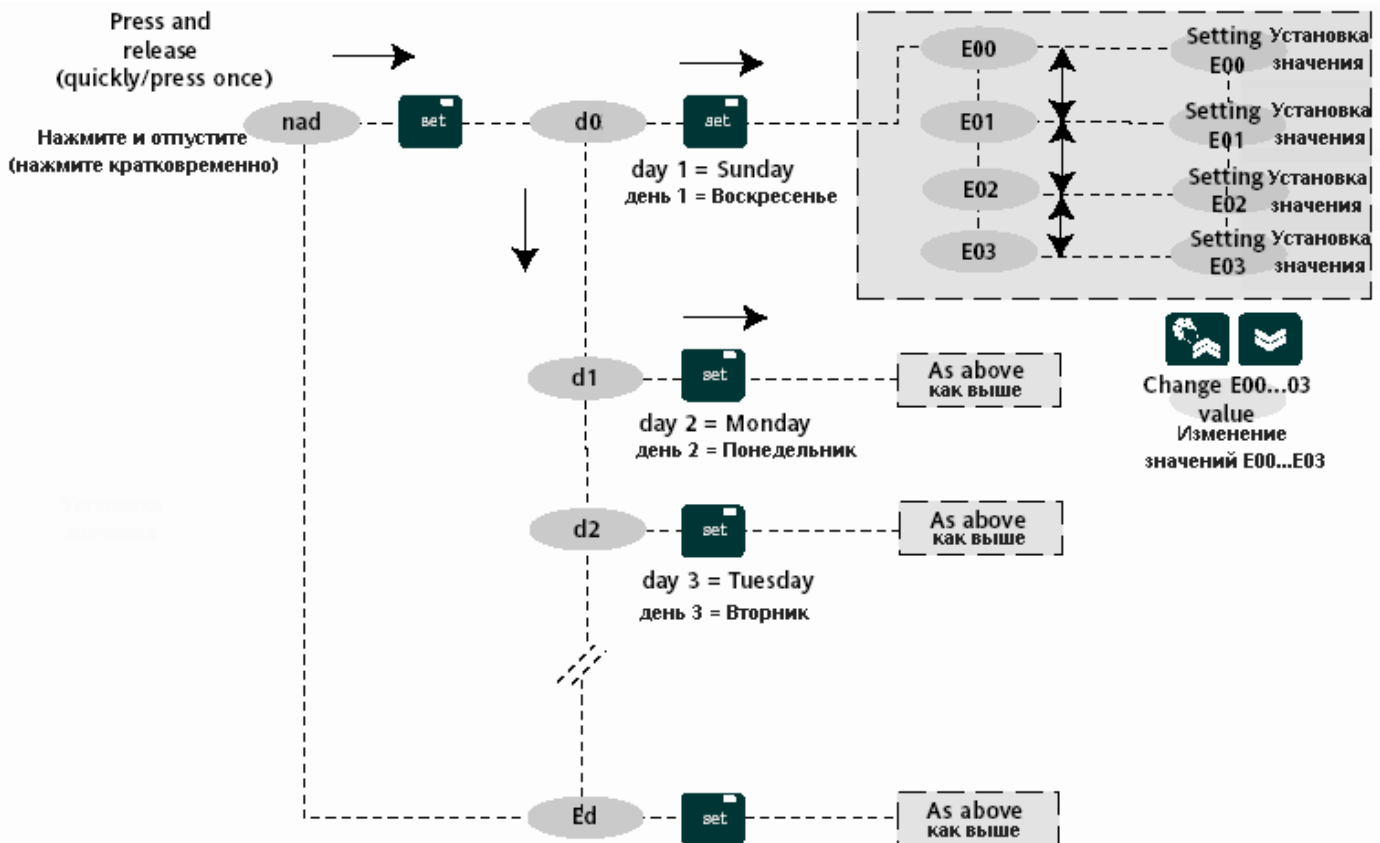 Press and
release
(quickly/press once)
Нажмите и отпустите
(нажмите кратковременно)
nad
set
d0
set
day 1 = Sunday
день 1 = Воскресенье
E00
Setting
E00
Установка
значения
E01
Setting
E01
Установка
значения
E02
Setting
E02
Установка
значения
E03
Setting
E03
Установка
значения
Change E00...03
value
Изменение
значений E00...E03
d1
set
As above
как выше
day 2 = Monday
день 2 = Понедельник
d2
set
As above
как выше
day 3 = Tuesday
день 3 = Вторник
Ed
set
As above
как выше